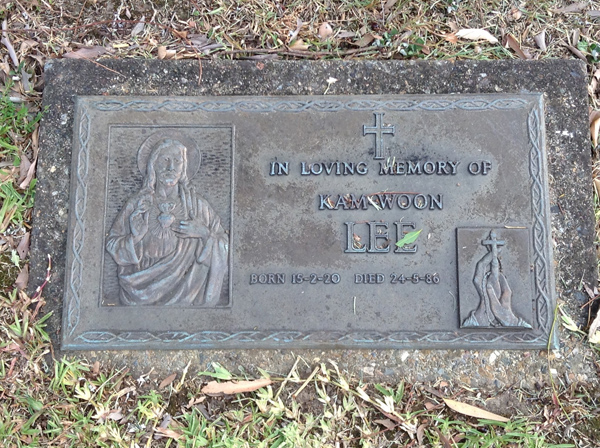 IN LOVING MEMORY OF
KAM-WOON
LEE
BORN 15-2-20 DIED 24-5-86